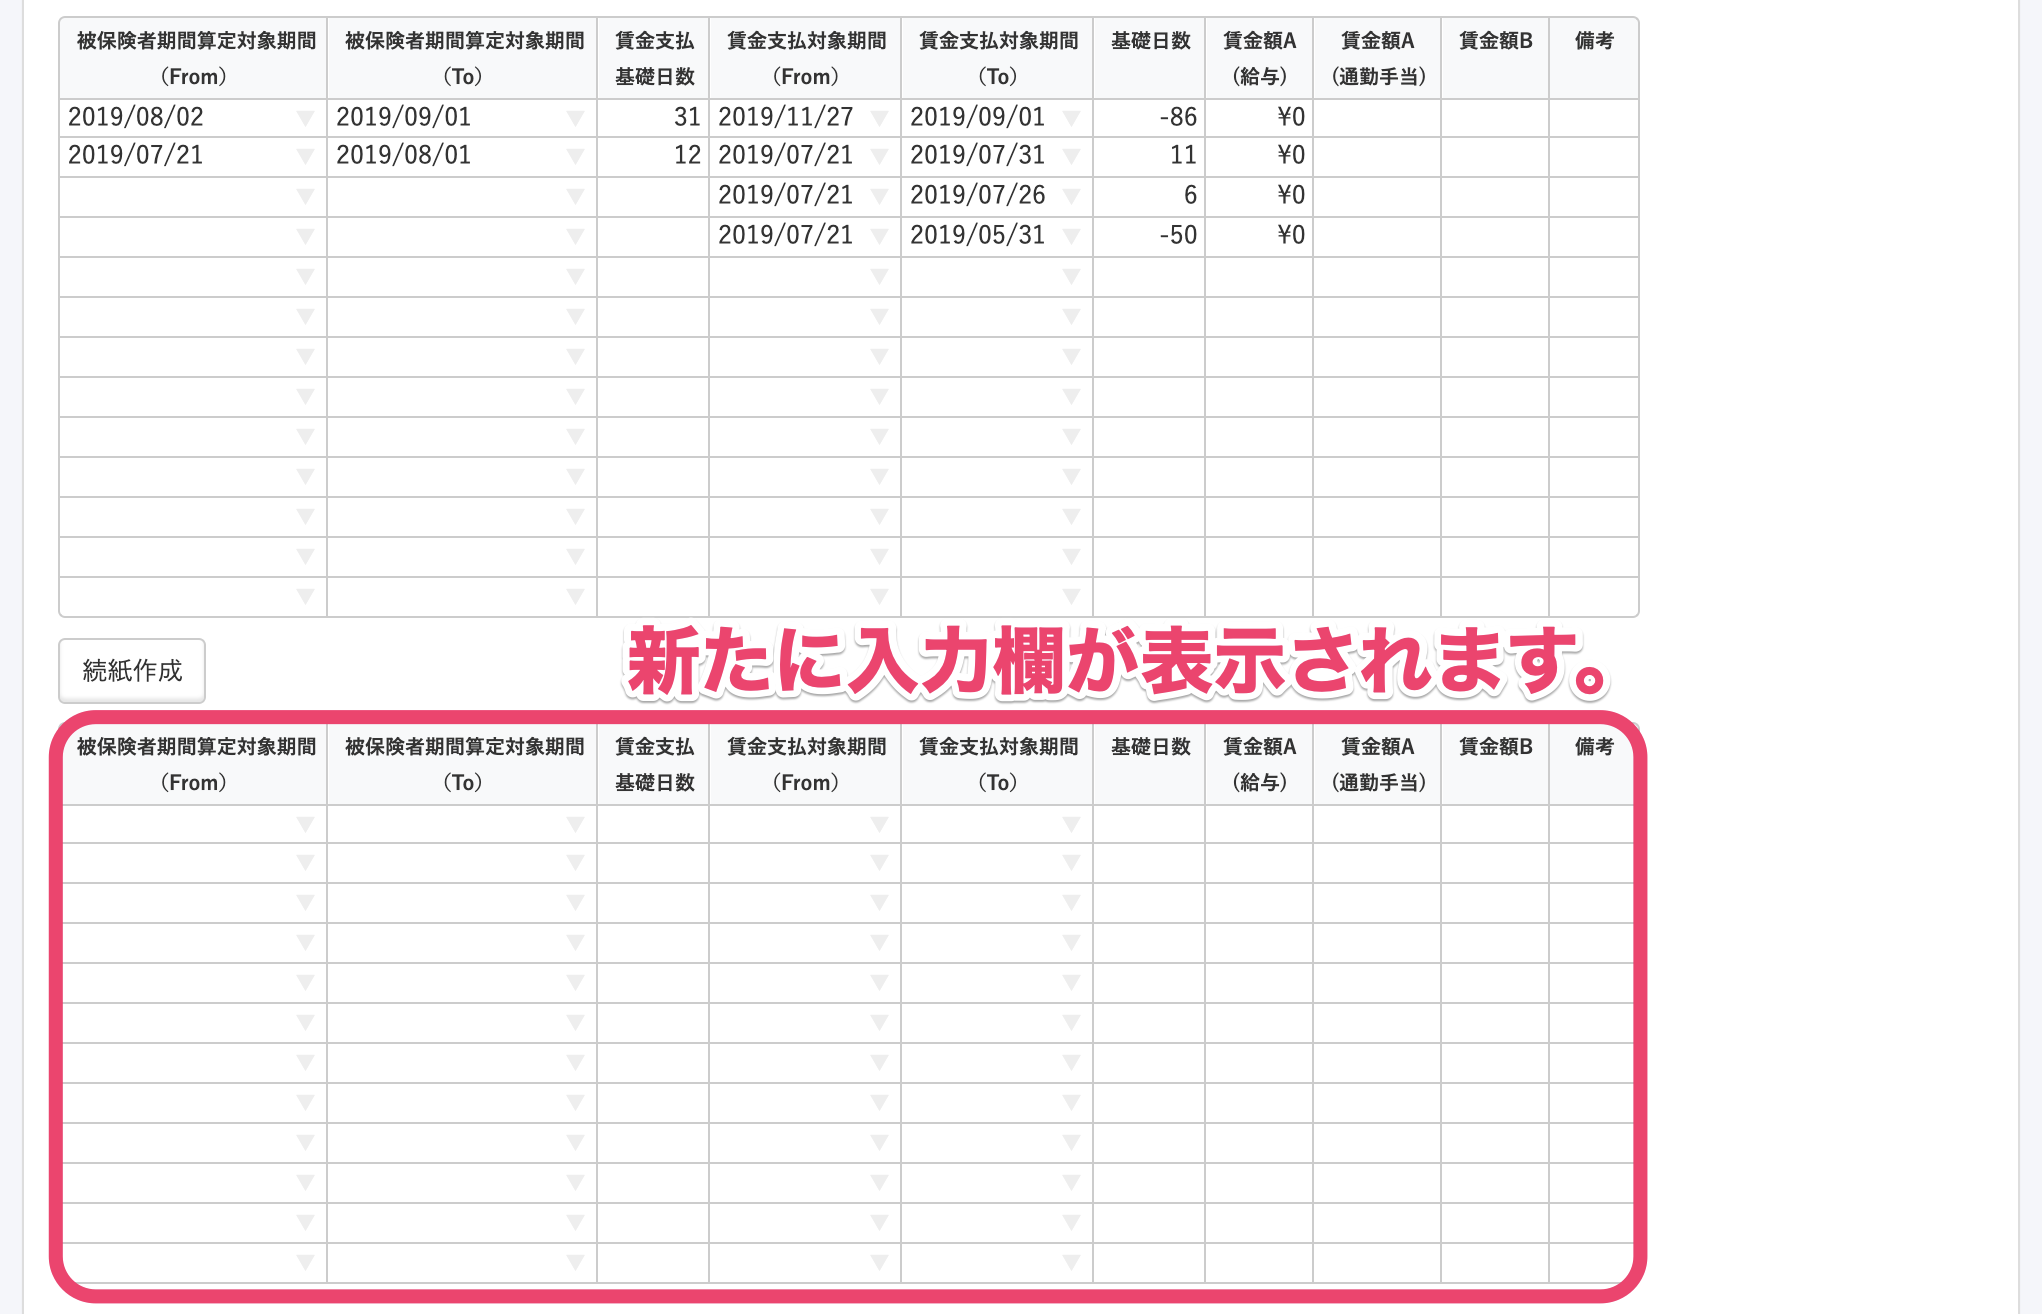 被保険者期間算定対象期間 被保険者期間算定対象期間 賃金支払 賃金支払対象期間 賃金支払対象期間 基礎日数 賃金額A 賃金額A 賃金額B 備考
（From） （To） 基礎日数 （From） （To） （給与） （通勤手当）
2019/08/02 2019/09/01 31 2019/11/27 2019/09/01 -86 ¥0
2019/07/21 2019/08/01 12 2019/07/21 2019/07/31 11 ¥0
2019/07/21 2019/07/26 6 ¥0
2019/07/21 2019/05/31 -50 ¥0
続紙作成
新たに入力欄が表示されます。
被保険者期間算定対象期間 被保険者期間算定対象期間 賃金支払 賃金支払対象期間 賃金支払対象期間 基礎日数 賃金額A 賃金額A 賃金額B 備考
（From） （To） 基礎日数 （From） （To） （給与） （通勤手当）